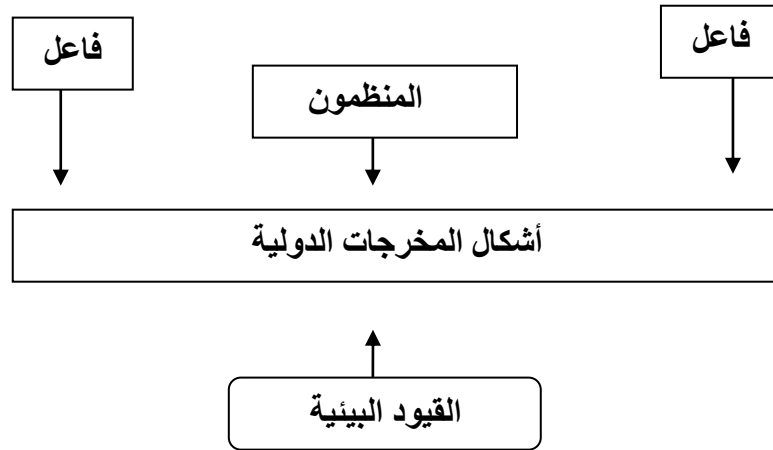 فاعل
فاعل
المنظمون
أشكال المخرجات الدولية
القيود البيئية